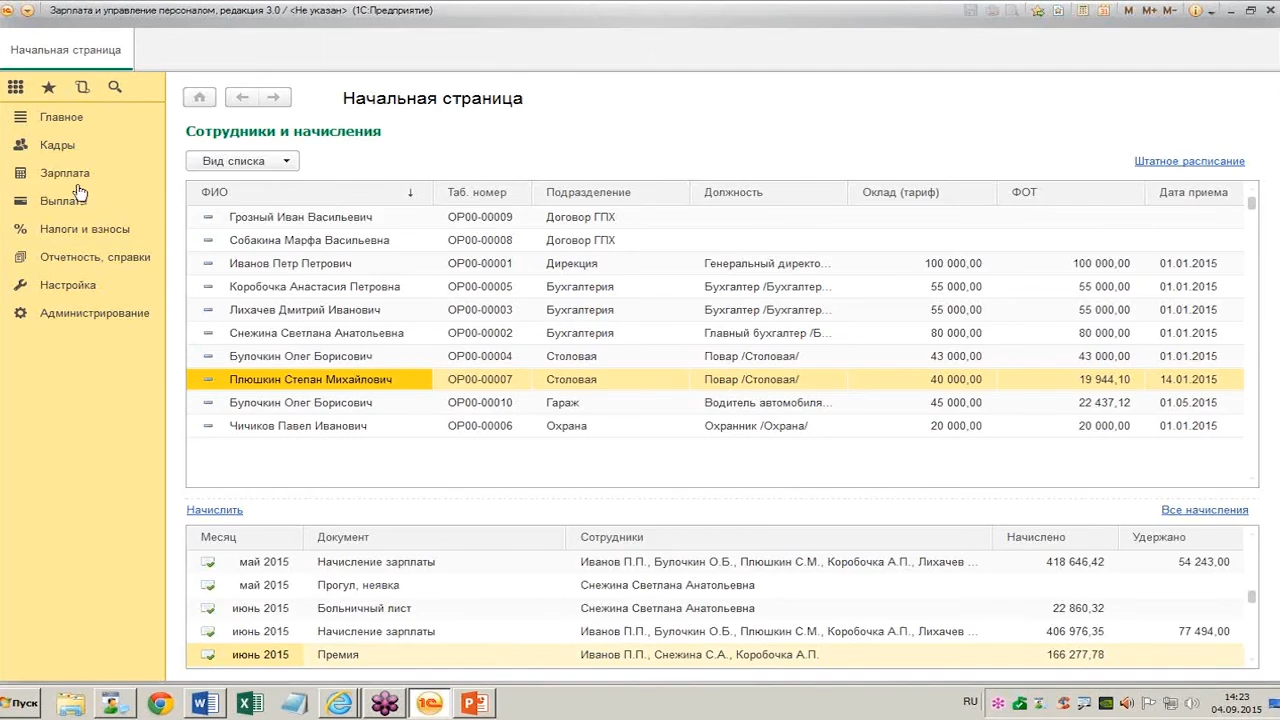 Зарплата и управление персоналом, редакция 3.0 / <Не указан> (1С:Предприятие)
M M+ M-
Начальная страница
Главное
Кадры
Зарплата
Выплаты
Налоги и взносы
Отчетность, справки
Настройка
Администрирование
Начальная страница
Сотрудники и начисления
Вид списка
Штатное расписание
ФИО ↓ Таб. номер Подразделение Должность Оклад (тариф) ФОТ Дата приема
Грозный Иван Васильевич ОР00-00009 Договор ГПХ
Собакина Марфа Васильевна ОР00-00008 Договор ГПХ
Иванов Петр Петрович ОР00-00001 Дирекция Генеральный директо... 100 000,00 100 000,00 01.01.2015
Коробочка Анастасия Петровна ОР00-00005 Бухгалтерия Бухгалтер /Бухгалтер... 55 000,00 55 000,00 01.01.2015
Лихачев Дмитрий Иванович ОР00-00003 Бухгалтерия Бухгалтер /Бухгалтер... 55 000,00 55 000,00 01.01.2015
Снежина Светлана Анатольевна ОР00-00002 Бухгалтерия Главный бухгалтер /Б... 80 000,00 80 000,00 01.01.2015
Булочкин Олег Борисович ОР00-00004 Столовая Повар /Столовая/ 43 000,00 43 000,00 01.01.2015
Плюшкин Степан Михайлович ОР00-00007 Столовая Повар /Столовая/ 40 000,00 19 944,10 14.01.2015
Булочкин Олег Борисович ОР00-00010 Гараж Водитель автомобиля... 45 000,00 22 437,12 01.05.2015
Чичиков Павел Иванович ОР00-00006 Охрана Охранник /Охрана/ 20 000,00 20 000,00 01.01.2015
Начислить
Все начисления
Месяц Документ Сотрудники Начислено Удержано
май 2015 Начисление зарплаты Иванов П.П., Булочкин О.Б., Плюшкин С.М., Коробочка А.П., Лихачев ... 418 646,42 54 243,00
май 2015 Прогул, неявка Снежина Светлана Анатольевна
июнь 2015 Больничный лист Снежина Светлана Анатольевна 22 860,32
июнь 2015 Начисление зарплаты Иванов П.П., Булочкин О.Б., Плюшкин С.М., Коробочка А.П., Лихачев ... 406 976,35 77 494,00
июнь 2015 Премия Иванов П.П., Снежина С.А., Коробочка А.П. 166 277,78
Пуск
RU
14:23
04.09.2015